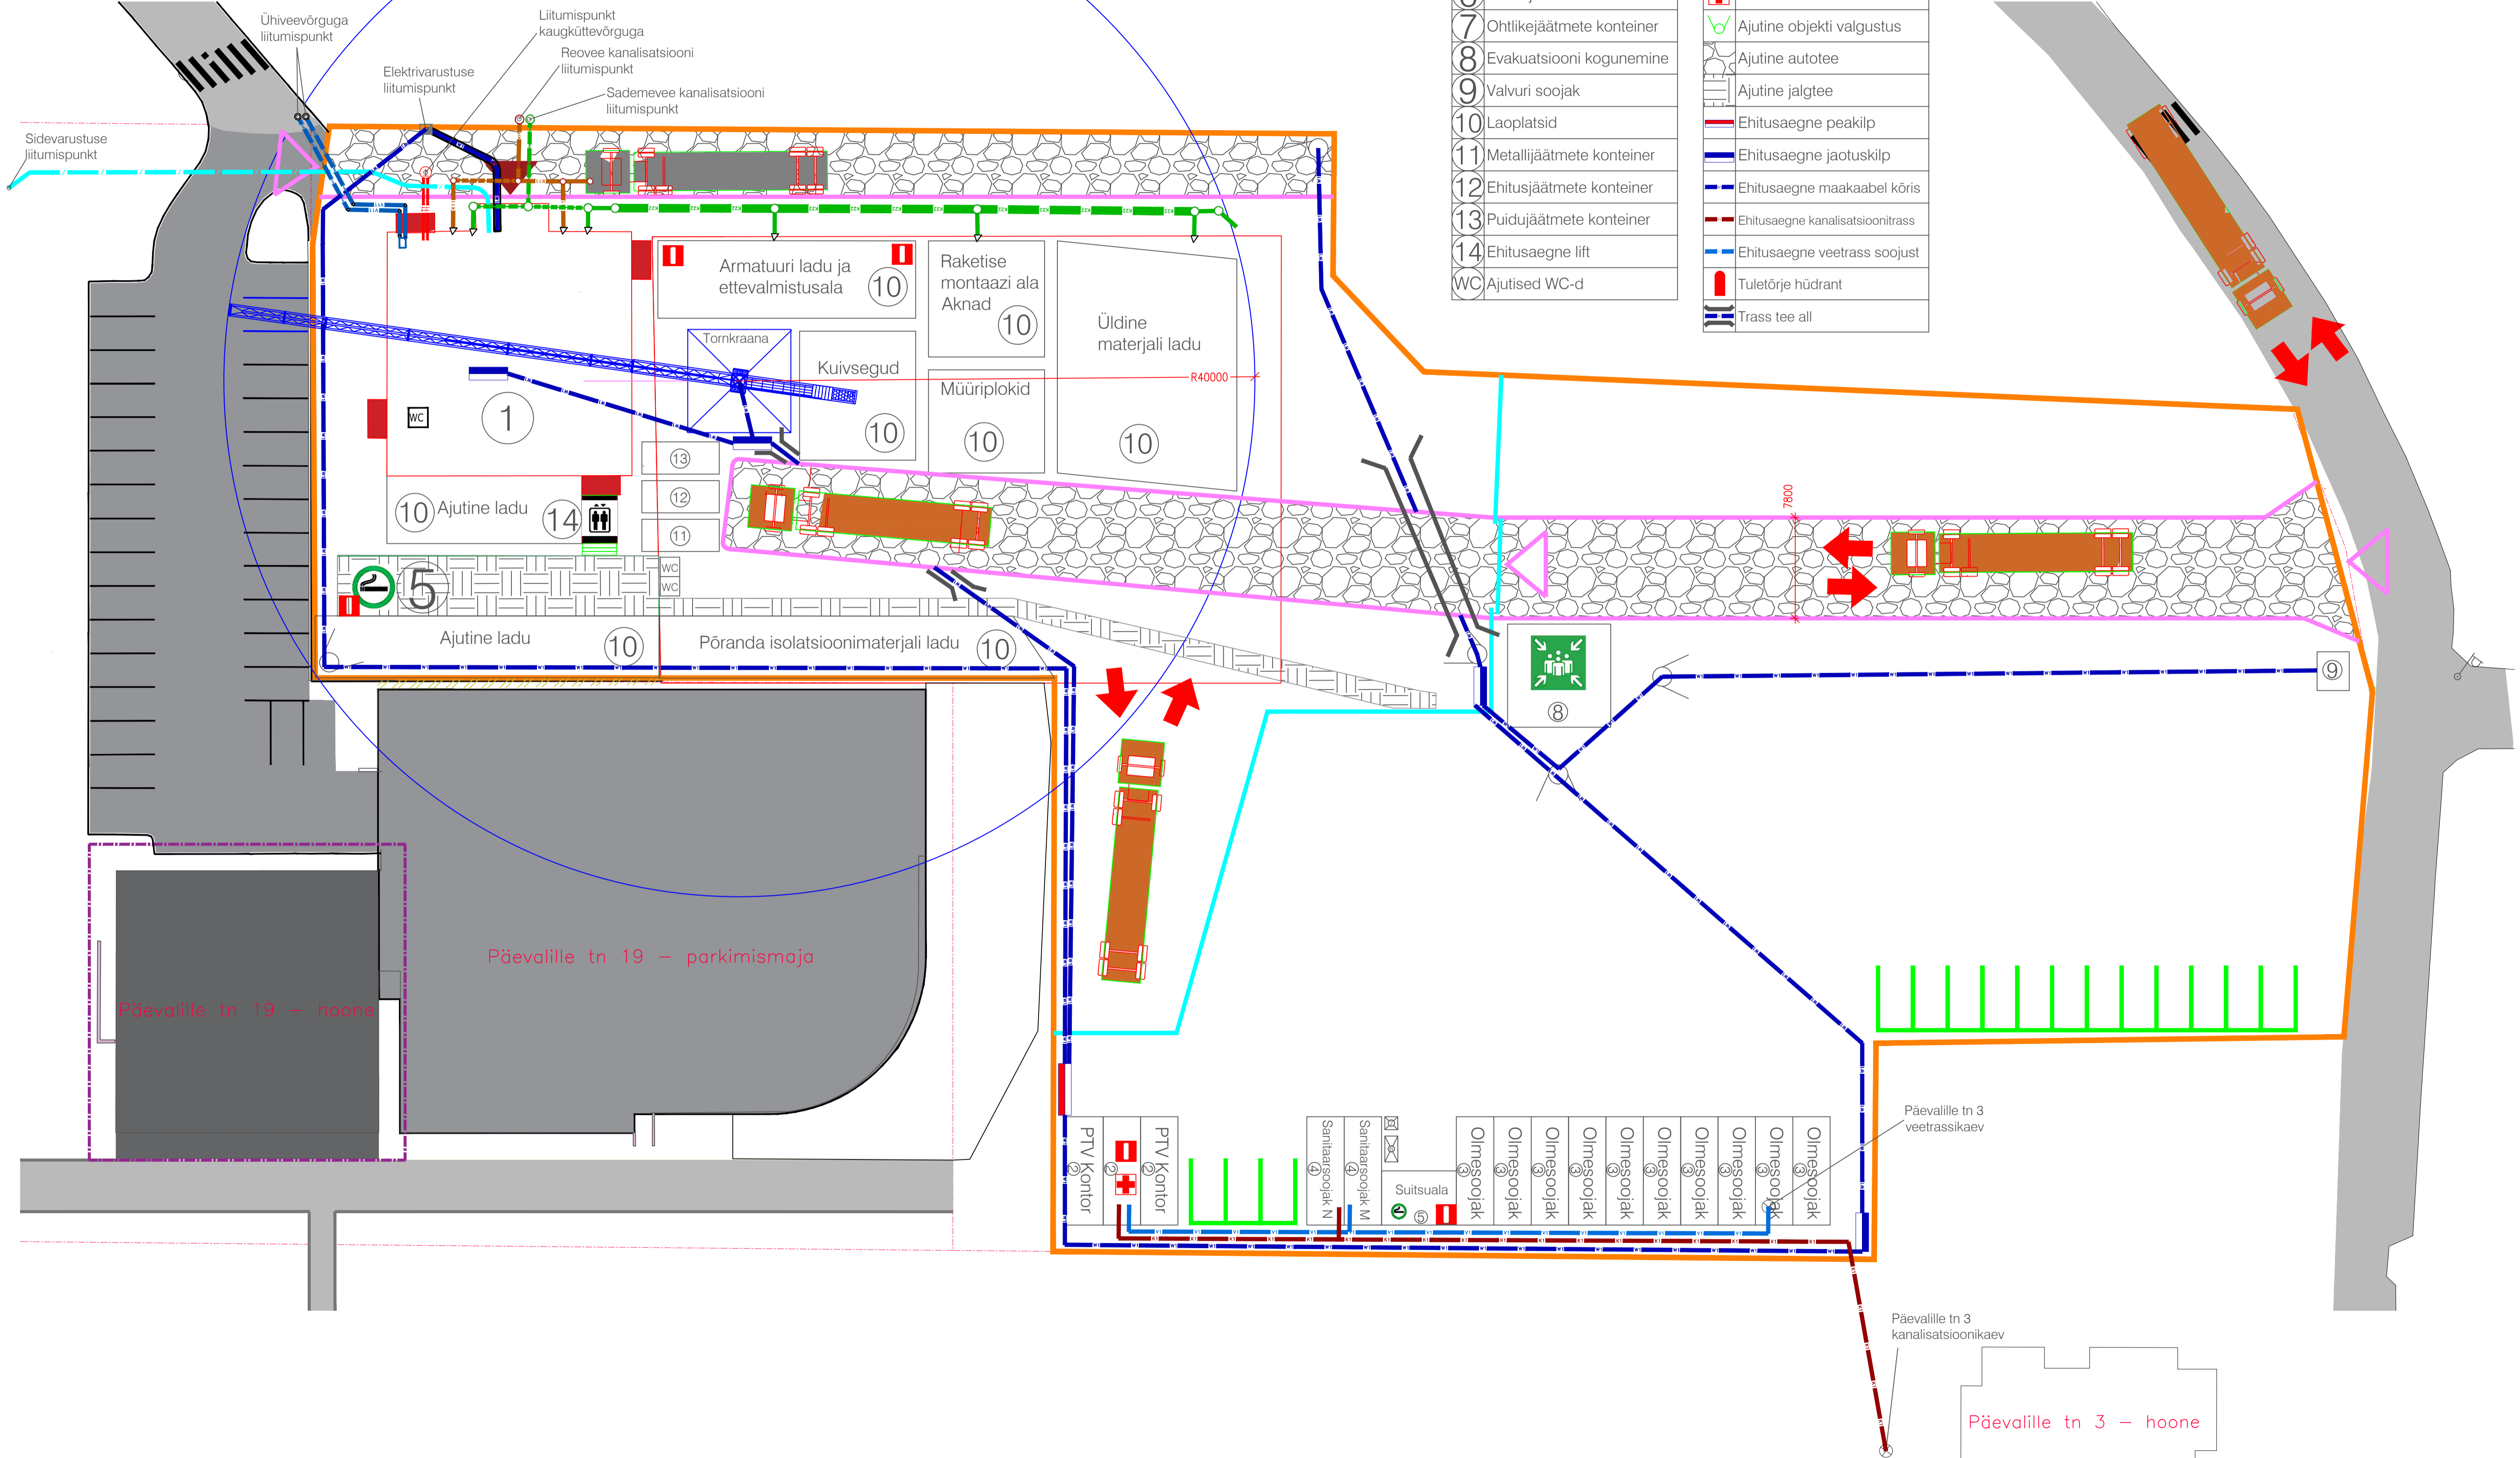 Ühiveevõrguga
liitumispunkt
Liitumispunkt
kaugküttevõrguga
Reovee kanalisatsiooni
liitumispunkt
Elektrivarustuse
liitumispunkt
Sademevee kanalisatsiooni
liitumispunkt
Sidevarustuse
liitumispunkt
7 Ohtlikejäätmete konteiner
8 Evakuatsiooni kogunemine
9 Valvuri soojak
10 Laoplatsid
11 Metallijäätmete konteiner
12 Ehitusjäätmete konteiner
13 Puidujäätmete konteiner
14 Ehitusaegne lift
WC Ajutised WC-d
Ajutine objekti valgustus
Ajutine autotee
Ajutine jalgtee
Ehitusaegne peakilp
Ehitusaegne jaotuskilp
Ehitusaegne maakaabel kõris
Ehitusaegne kanalisatsioonitrass
Ehitusaegne veetrass soojust
Tuletõrje hüdrant
Trass tee all
Armatuuri ladu ja
ettevalmistusala
10
Raketise
montaazi ala
Aknad
10
Üldine
materjali ladu
10
Tornkraana
Kuivsegud
10
Müüriplokid
10
R40000
WC
1
13
12
11
10 Ajutine ladu
14
WC
WC
5
Ajutine ladu
10
Põranda isolatsioonimaterjali ladu
10
7800
8
9
Päevalille tn 19 – parkimismaja
Päevalille tn 19 – hoone
PTV Kontor
2
2
PTV Kontor
2
Sanitaarsoojak N
4
Sanitaarsoojak M
4
Suitsuala
5
Olmesoojak
3
Olmesoojak
3
Olmesoojak
3
Olmesoojak
3
Olmesoojak
3
Olmesoojak
3
Olmesoojak
3
Olmesoojak
3
Olmesoojak
3
Olmesoojak
3
Päevalille tn 3
veetrassikaev
Päevalille tn 3
kanalisatsioonikaev
Päevalille tn 3 – hoone